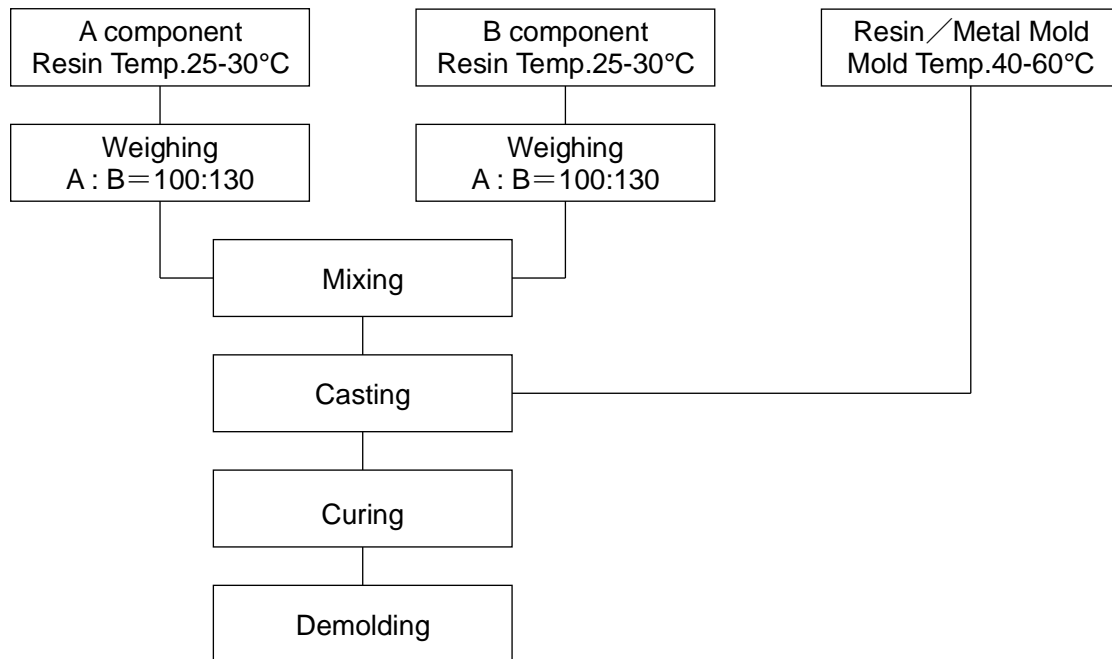 A component
Resin Temp.25-30°C
B component
Resin Temp.25-30°C
Resin／Metal Mold
Mold Temp.40-60°C
Weighing
A : B＝100:130
Weighing
A : B＝100:130
Mixing
Casting
Curing
Demolding